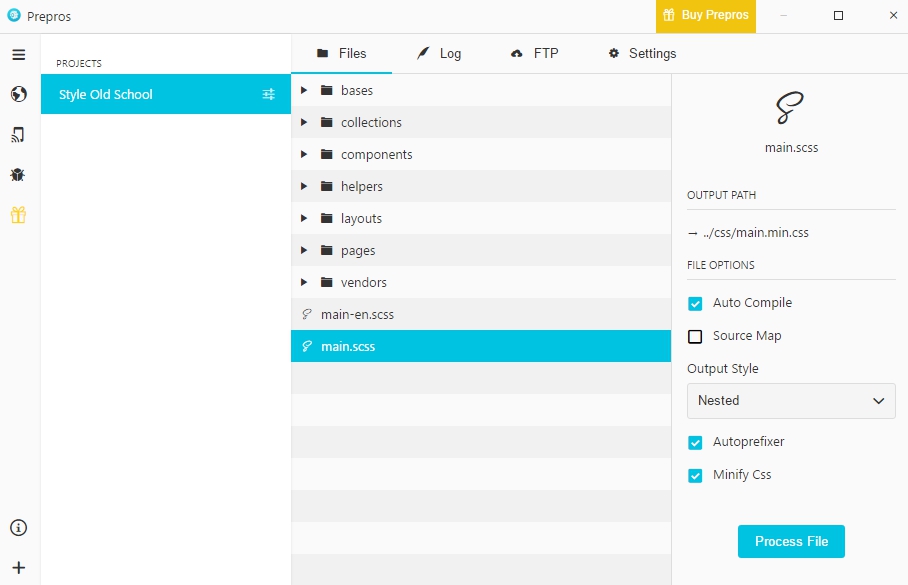 Prepros
Buy Prepros
PROJECTS
Style Old School
Files
Log
FTP
Settings
bases
collections
components
helpers
layouts
pages
vendors
main-en.scss
main.scss
main.scss
OUTPUT PATH
→ ../css/main.min.css
FILE OPTIONS
Auto Compile
Source Map
Output Style
Nested
Autoprefixer
Minify Css
Process File